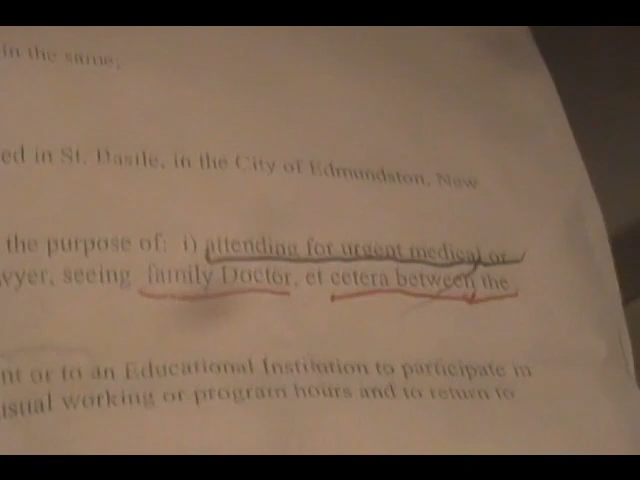 in the same;
ed in St. Basile, in the City of Edmundston, New
the purpose of: i) attending for urgent medical or
wyer, seeing family Doctor, et cetera between the
nt or to an Educational Institution to participate in
usual working or program hours and to return to